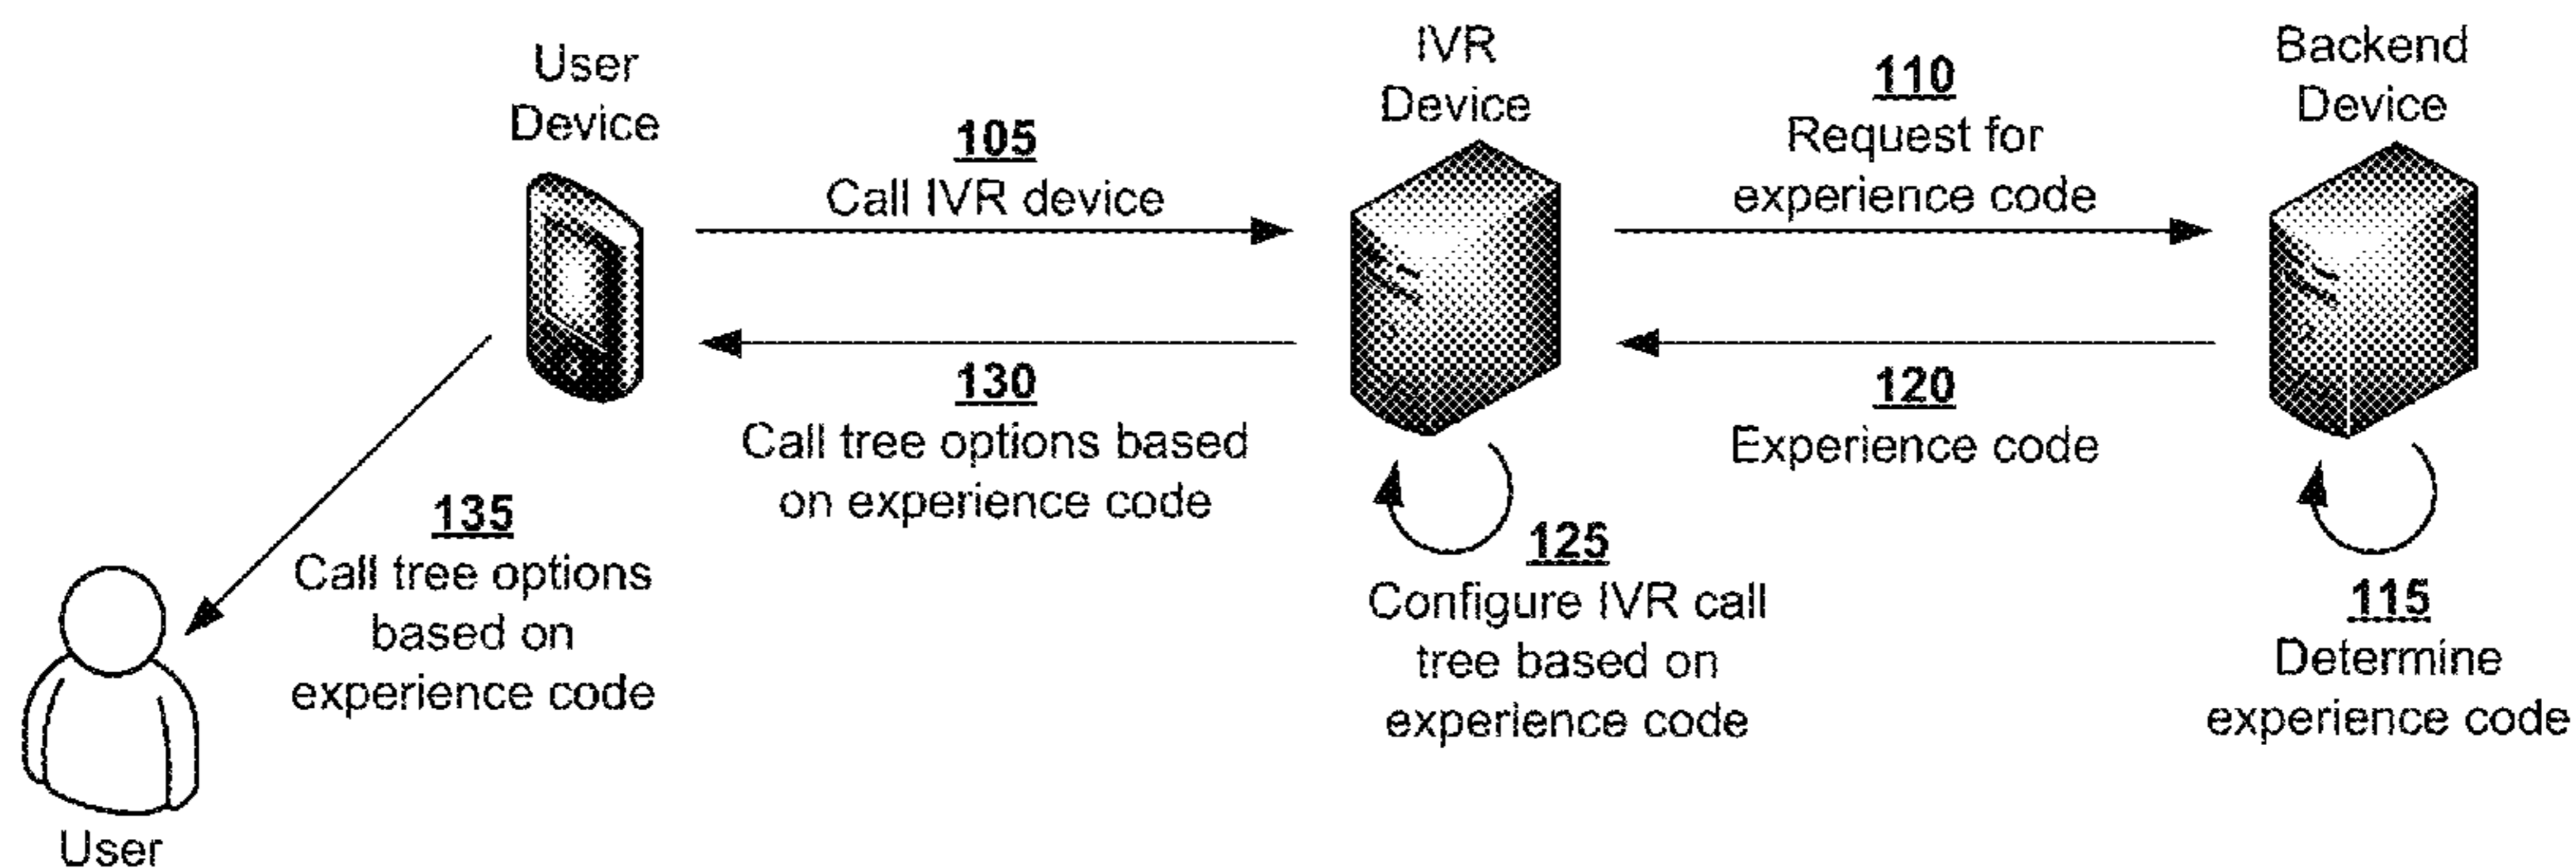 User
Device
105
Call IVR device
IVR
Device
110
Request for
experience code
Backend
Device
130
Call tree options based
on experience code
120
Experience code
135
Call tree options
based on
experience code
125
Configure IVR call
tree based on
experience code
115
Determine
experience code
User